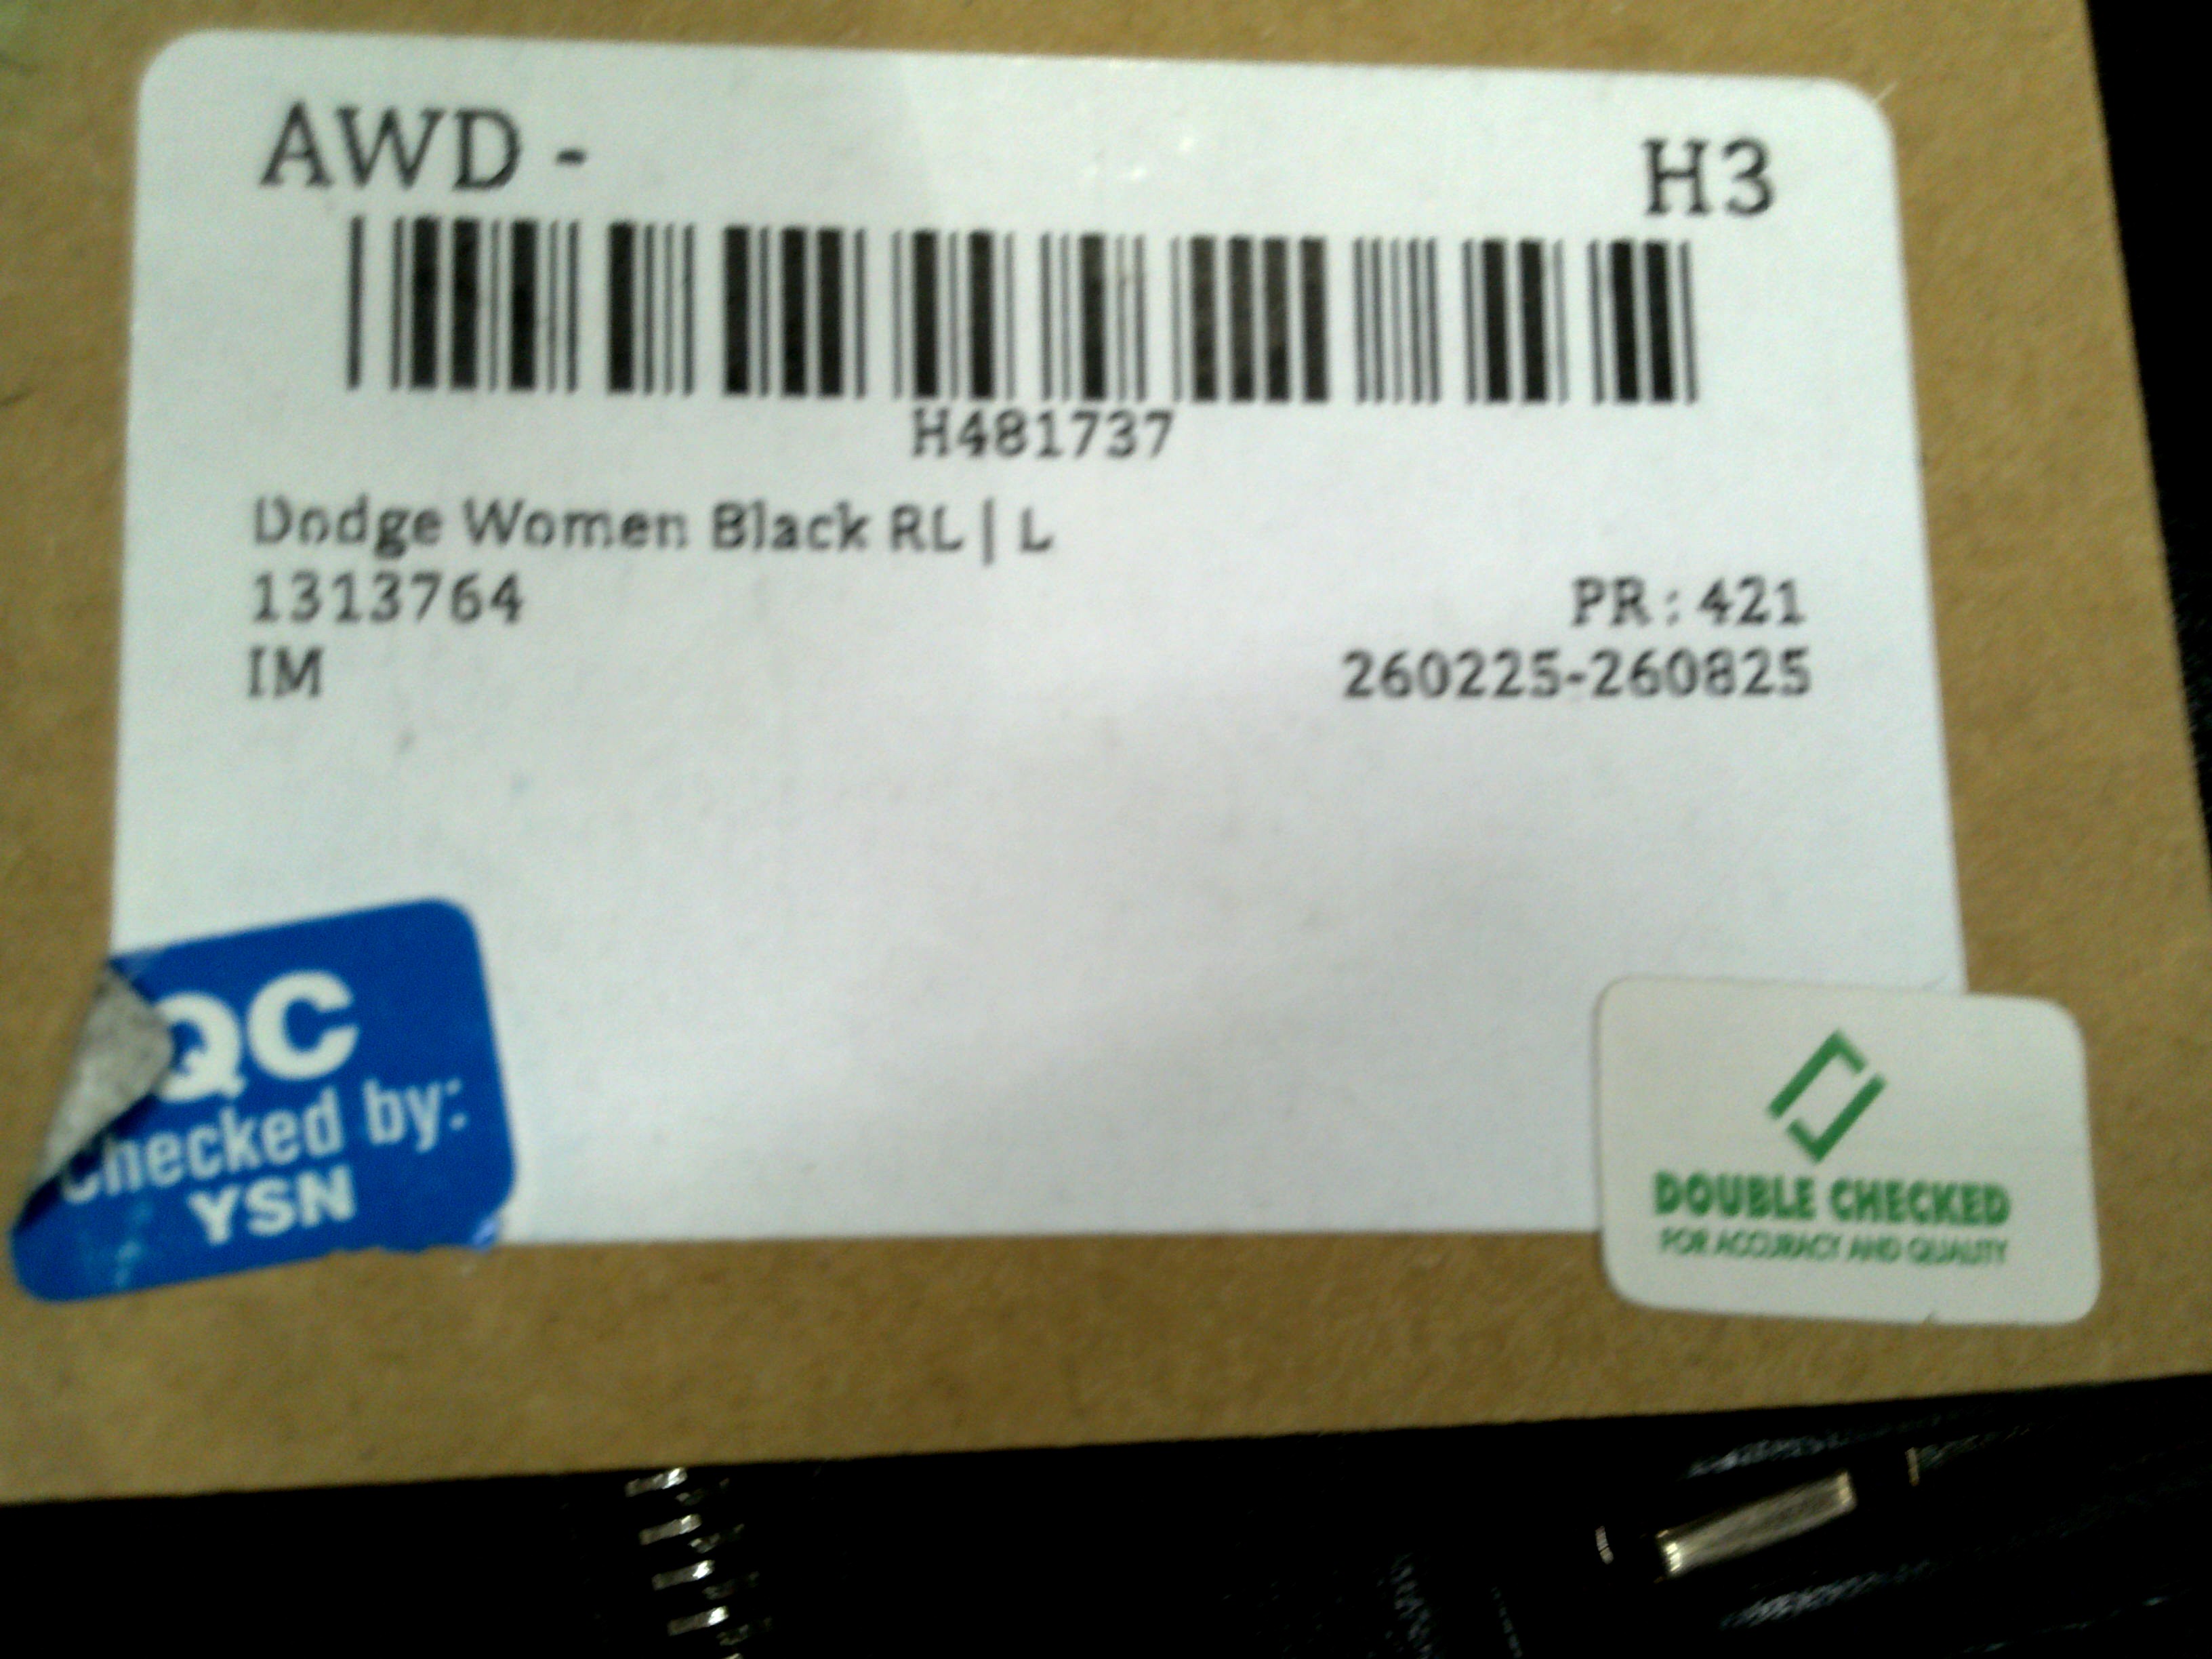 AWD -
H3
H481737
Dodge Women Black RL | L
1313764
PR : 421
IM
260225-260825
QC
Checked by:
YSN
DOUBLE CHECKED
FOR ACCURACY AND QUALITY